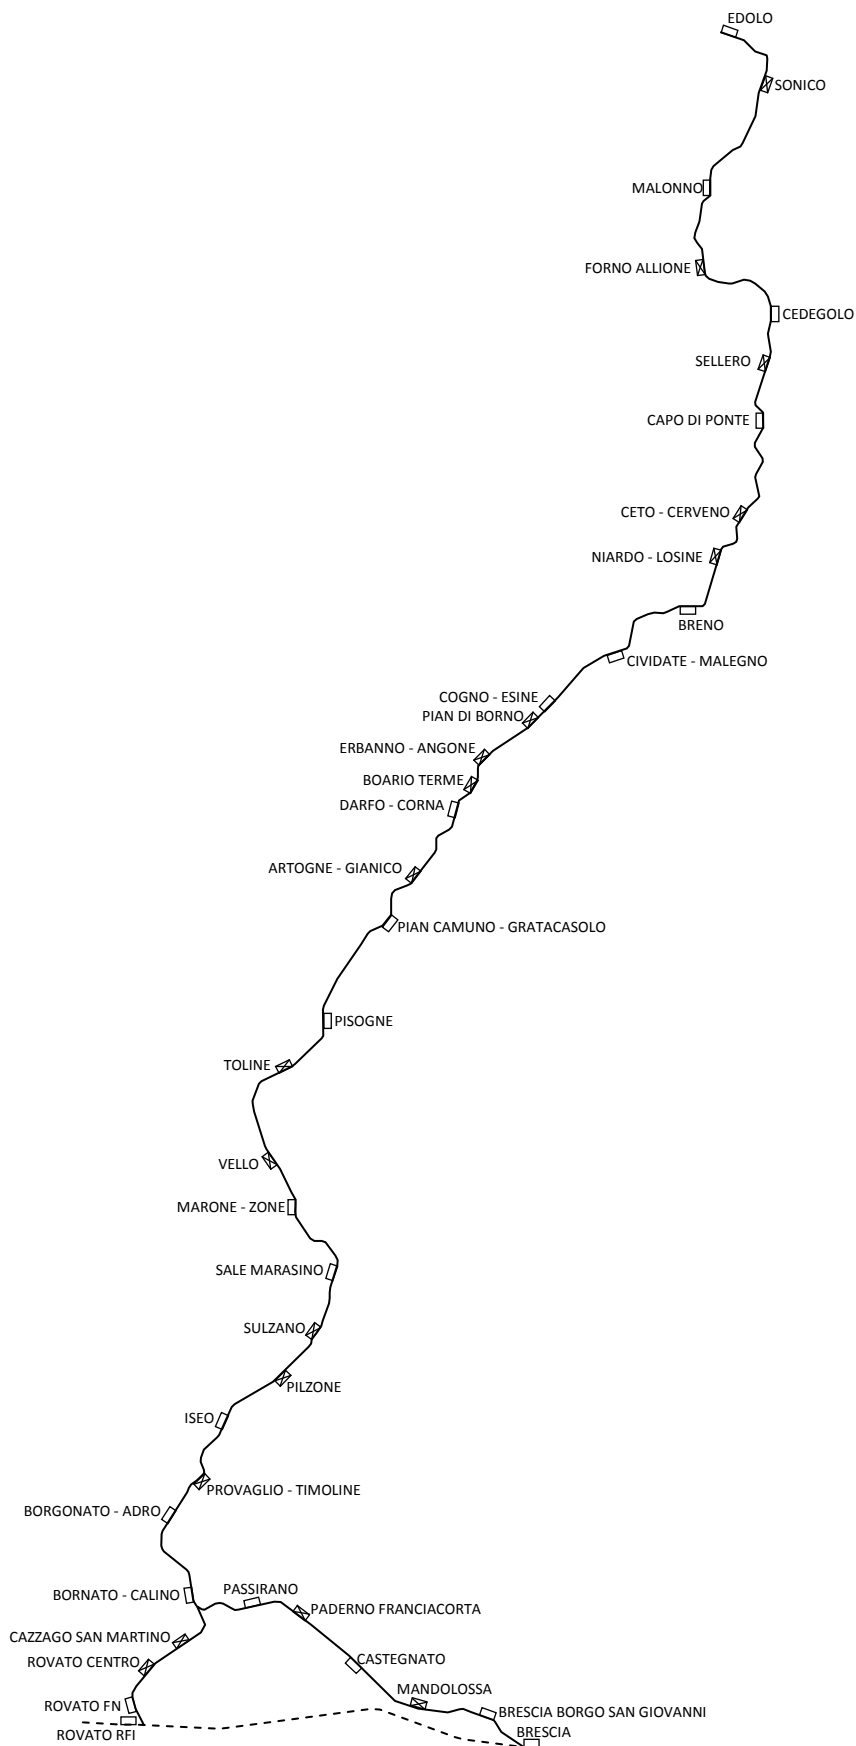 EDOLO
SONICO
MALONNO
FORNO ALLIONE
CEDEGOLO
SELLERO
CAPO DI PONTE
CETO - CERVENO
NIARDO - LOSINE
BRENO
CIVIDATE - MALEGNO
COGNO - ESINE
PIAN DI BORNO
ERBANNO - ANGONE
BOARIO TERME
DARFO - CORNA
ARTOGNE - GIANICO
PIAN CAMUNO - GRATACASOLO
PISOGNE
TOLINE
VELLO
MARONE - ZONE
SALE MARASINO
SULZANO
PILZONE
ISEO
PROVAGLIO - TIMOLINE
BORGONATO - ADRO
PASSIRANO
BORNATO - CALINO
PADERNO FRANCIACORTA
CAZZAGO SAN MARTINO
CASTEGNATO
ROVATO CENTRO
MANDOLOSSA
ROVATO FN
BRESCIA BORGO SAN GIOVANNI
BRESCIA
ROVATO RFI